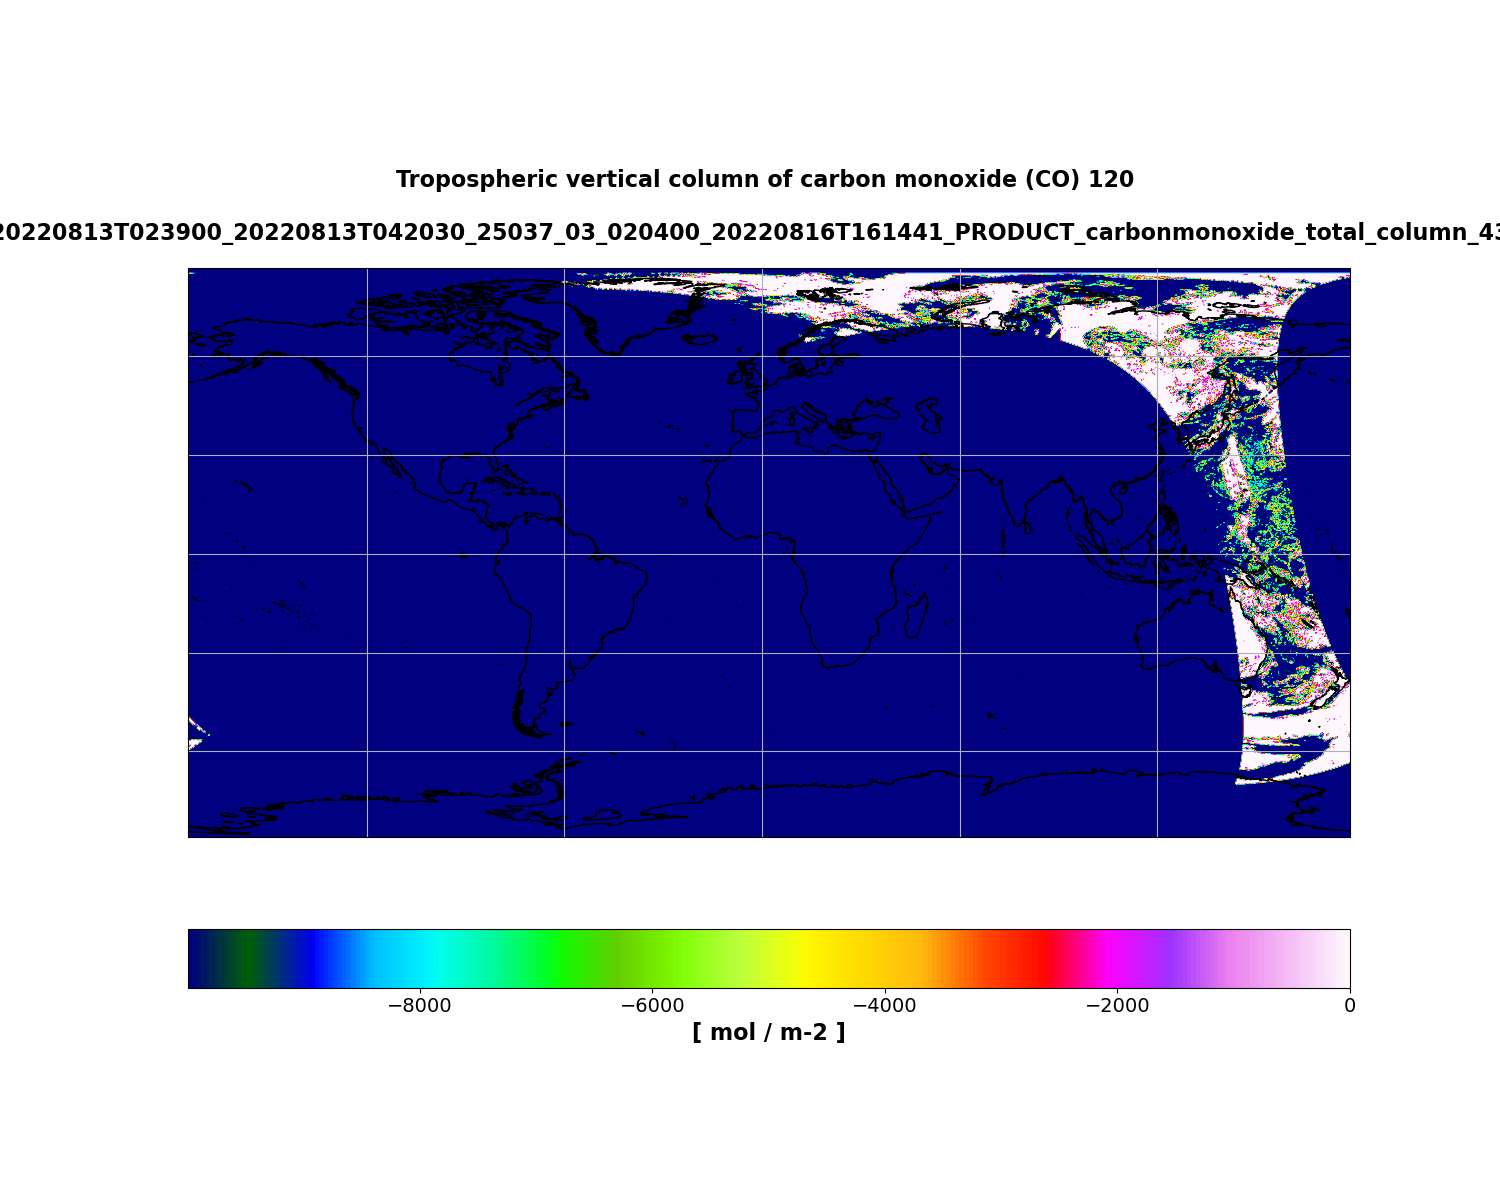 Tropospheric vertical column of carbon monoxide (CO) 120
20220813T023900_20220813T042030_25037_03_020400_20220816T161441_PRODUCT_carbonmonoxide_total_column_43
−8000 −6000 −4000 −2000 0
[ mol / m-2 ]